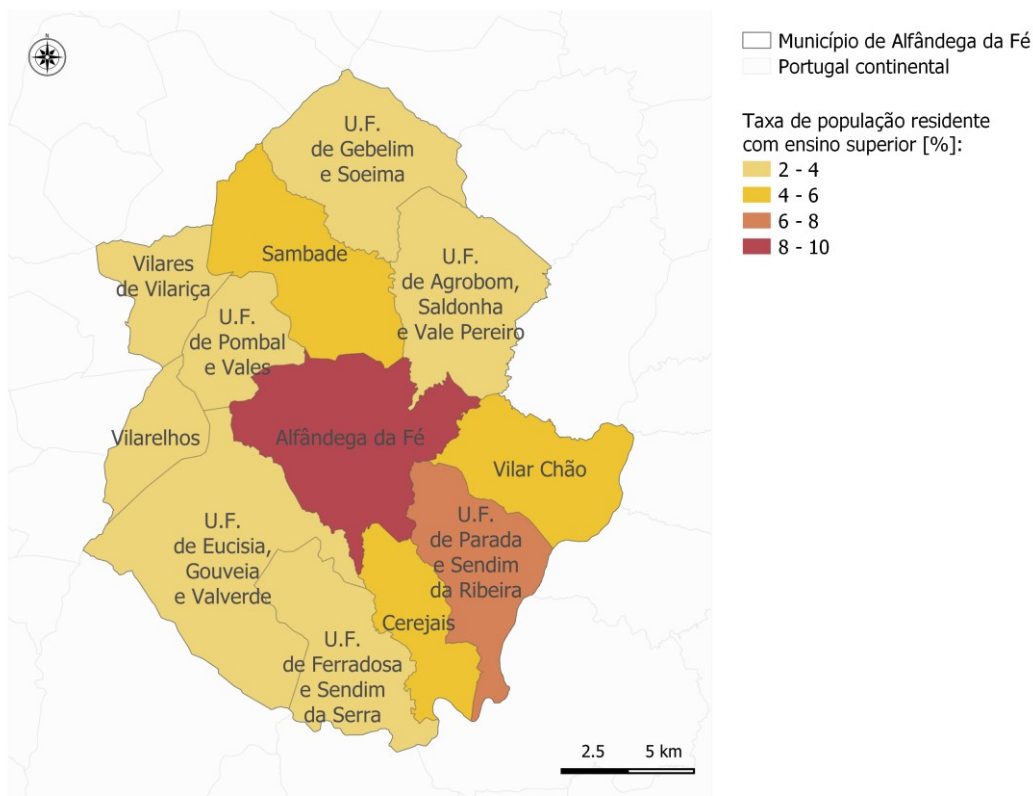 N
Município de Alfândega da Fé
Portugal continental
Taxa de população residente
com ensino superior [%]:
2 - 4
4 - 6
6 - 8
8 - 10
U.F.
de Gebelim
e Soeima
Sambade
Vilares
de Vilariça
U.F.
de Agrobom,
Saldonha
e Vale Pereiro
U.F.
de Pombal
e Vales
Vilarelhos
Alfândega da Fé
Vilar Chão
U.F.
de Eucisia,
Gouveia
e Valverde
U.F.
de Parada
e Sendim
da Ribeira
Cerejais
U.F.
de Ferradosa
e Sendim
da Serra
2.5 5 km